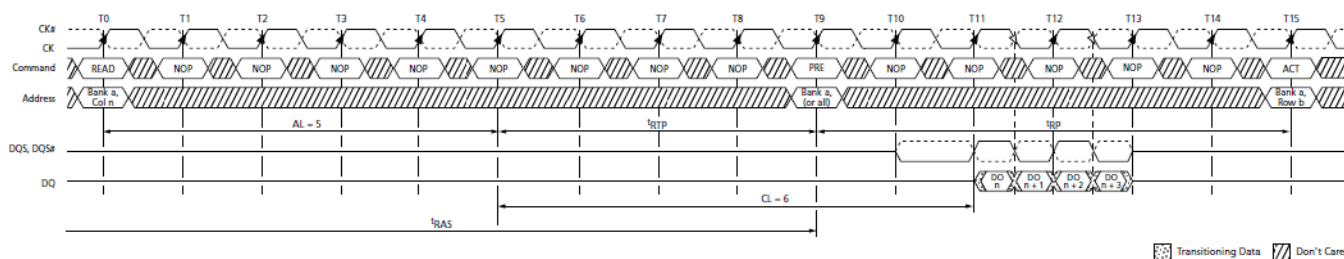 T0 T1 T2 T3 T4 T5 T6 T7 T8 T9 T10 T11 T12 T13 T14 T15
CK#
CK
Command READ NOP NOP NOP NOP NOP NOP NOP NOP PRE NOP NOP NOP NOP NOP ACT
Address Bank a, Col n Bank a, (or all) Bank a, Row b
AL = 5 tRTP tRP
DQS, DQS#
DQ DO n DO n + 1 DO n + 2 DO n + 3
CL = 6
tRAS
Transitioning Data Don't Care